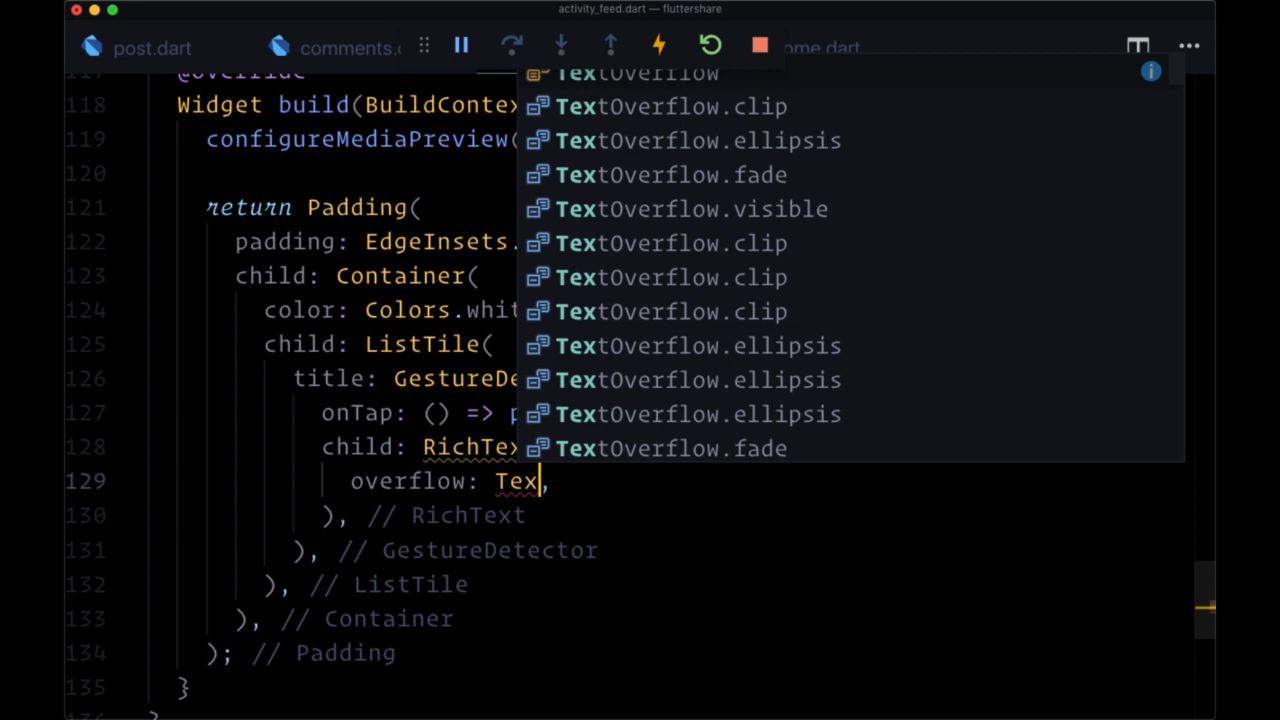 activity_feed.dart — fluttershare
post.dart
comments.
ome.dart
@override
118 Widget build(BuildContex
119 configureMediaPreview(
120
121 return Padding(
122 padding: EdgeInsets.
123 child: Container(
124 color: Colors.whit
125 child: ListTile(
126 title: GestureDe
127 onTap: () => p
128 child: RichTex
129 overflow: Tex,
130 ), // RichText
131 ), // GestureDetector
132 ), // ListTile
133 ), // Container
134 ); // Padding
135 }
TextOverflow
TextOverflow.clip
TextOverflow.ellipsis
TextOverflow.fade
TextOverflow.visible
TextOverflow.clip
TextOverflow.clip
TextOverflow.clip
TextOverflow.ellipsis
TextOverflow.ellipsis
TextOverflow.ellipsis
TextOverflow.fade